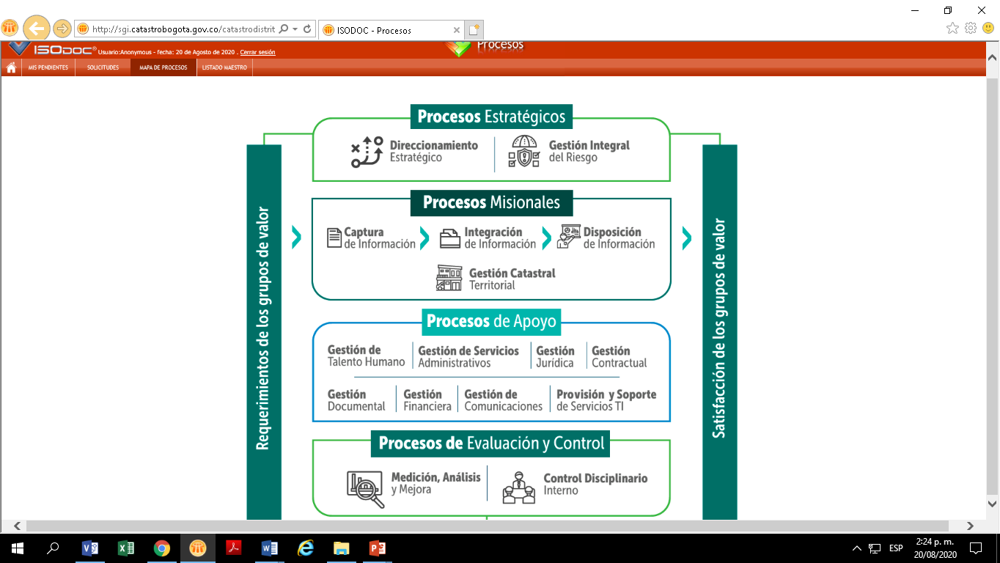 http://sgi.catastrobogota.gov.co/catastrodistrit
ISODOC - Procesos
ISODOC® Usuario:Anonymous - fecha: 20 de Agosto de 2020 . Cerrar sesión
Procesos
MIS PENDIENTES SOLICITUDES MAPA DE PROCESOS LISTADO MAESTRO
Procesos Estratégicos
Direccionamiento
Estratégico
Gestión Integral
del Riesgo
Requerimientos de los grupos de valor
Procesos Misionales
Captura
de Información
Integración
de Información
Disposición
de Información
Gestión Catastral
Territorial
Satisfacción de los grupos de valor
Procesos de Apoyo
Gestión de
Talento Humano
Gestión de Servicios
Administrativos
Gestión
Jurídica
Gestión
Contractual
Gestión
Documental
Gestión
Financiera
Gestión de
Comunicaciones
Provisión y Soporte
de Servicios TI
Procesos de Evaluación y Control
Medición, Análisis
y Mejora
Control Disciplinario
Interno
ESP
2:24 p. m.
20/08/2020